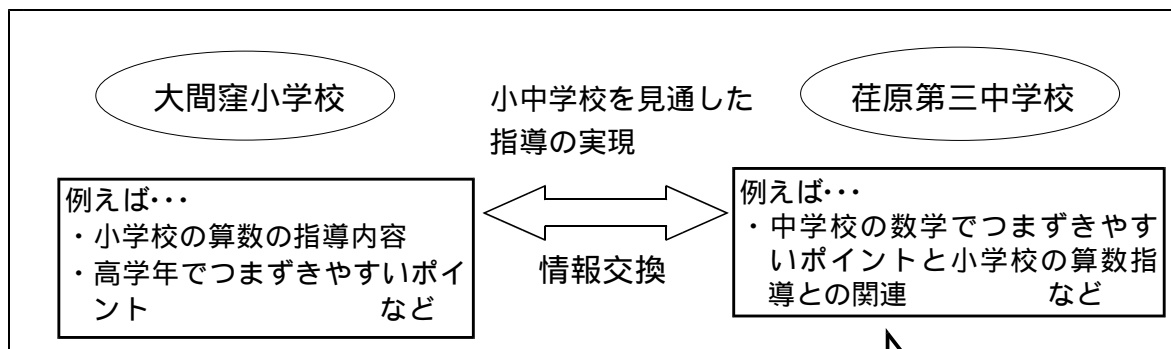 大間窪小学校
小中学校を見通した
指導の実現
荏原第三中学校
例えば･･･
・小学校の算数の指導内容
・高学年でつまずきやすいポイ
ント など
情報交換
例えば･･･
・中学校の数学でつまずきやす
いポイントと小学校の算数指
導との関連 など